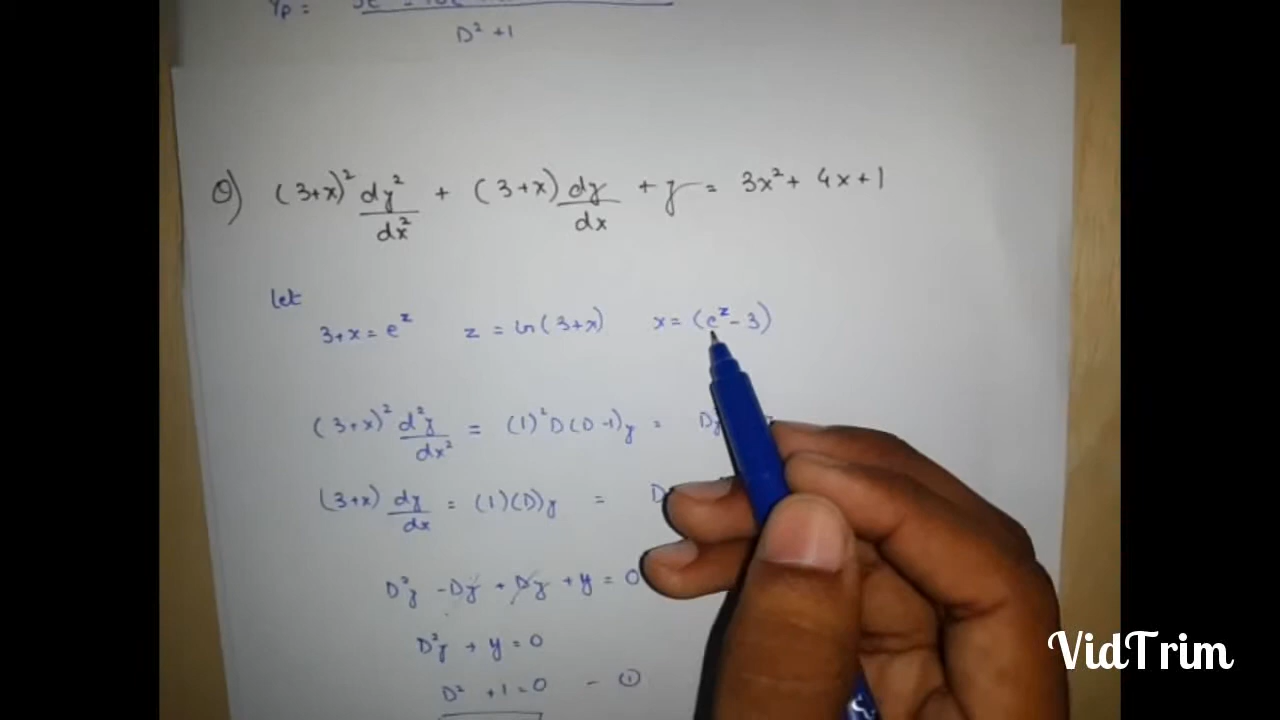 Yp =
D² + 1
Q) (3+x)² dy²/dx² + (3+x) dy/dx + y = 3x² + 4x + 1
let
3+x = e^z z = ln(3+x) x = (e^z - 3)
(3+x)² d²y/dx² = (1)² D(D-1)y =
(3+x) dy/dx = (1)(D)y =
D²y - Dy + Dy + y = 0
D²y + y = 0
D² + 1 = 0 - ①
VidTrim